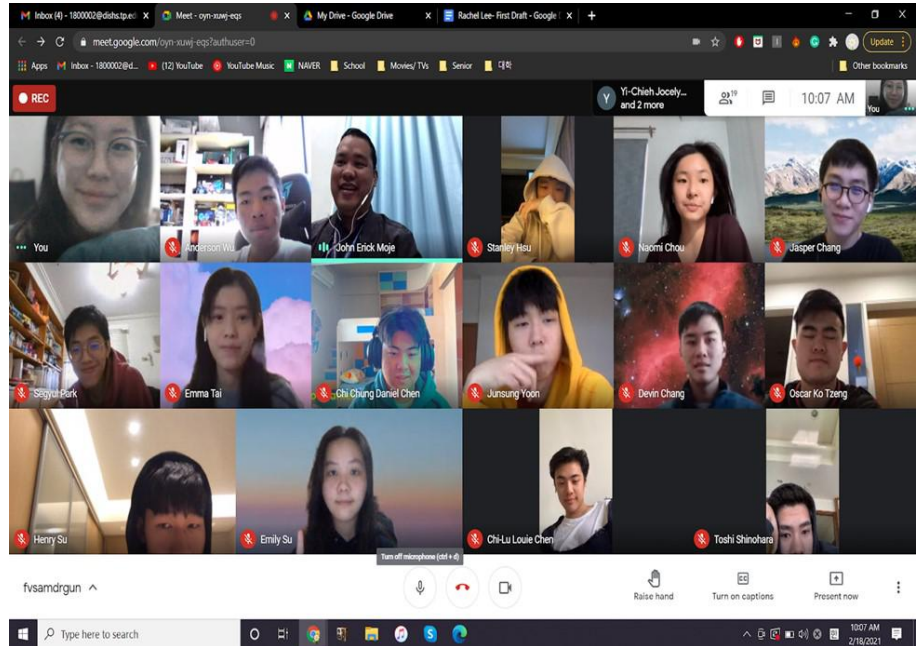 Inbox (4) - 1800002@dishs.tp.ed
Meet - oyn-xuwj-eqs
My Drive - Google Drive
Rachel Lee- First Draft - Google
meet.google.com/oyn-xuwj-eqs?authuser=0
Update
Apps
Inbox - 1800002@d...
(12) YouTube
YouTube Music
NAVER
School
Movies/ TVs
Senior
대학
Other bookmarks
REC
Y
Yi-Chieh Jocely...
and 2 more
19
10:07 AM
You
You
Anderson Wu
John Erick Moje
Stanley Hsu
Naomi Chou
Jasper Chang
Segyul Park
Emma Tai
Chi Chung Daniel Chen
Junsung Yoon
Devin Chang
Oscar Ko Tzeng
Henry Su
Emily Su
Chi-Lu Louie Chen
Toshi Shinohara
Turn off microphone (ctrl + d)
fvsamdrgun
Raise hand
Turn on captions
Present now
Type here to search
10:07 AM
2/18/2021